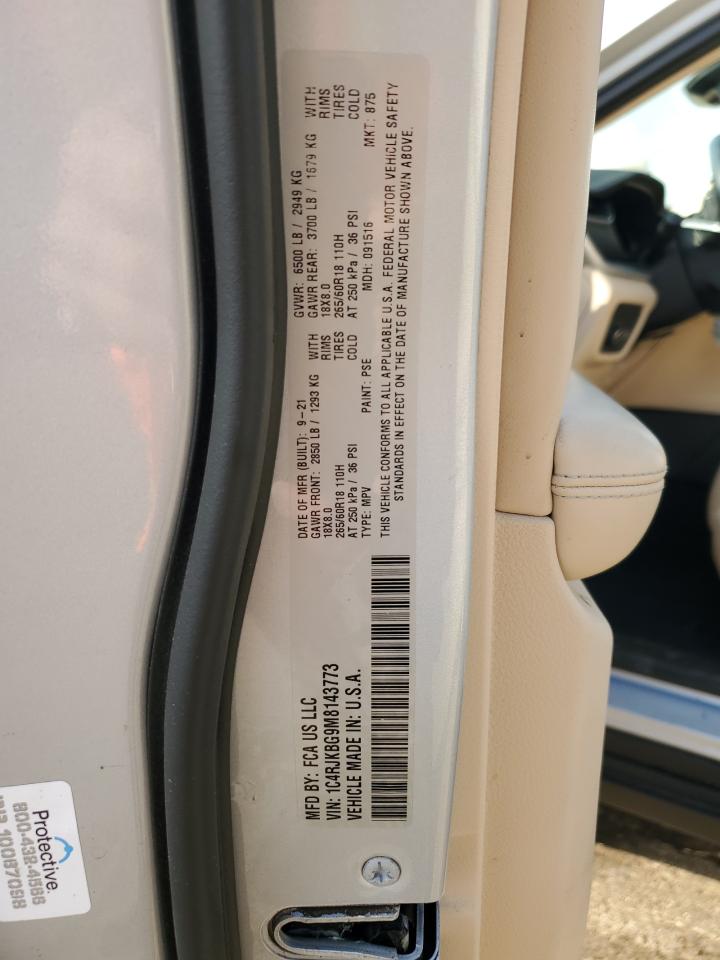 MFD BY: FCA US LLC
VIN: 1C4RJKBG9M8143773
VEHICLE MADE IN: U.S.A.
DATE OF MFR (BUILT): 9-21 GVWR: 6500 LB / 2949 KG
GAWR FRONT: 2850 LB / 1293 KG WITH GAWR REAR: 3700 LB / 1679 KG WITH
18X8.0 RIMS 18X8.0 RIMS
265/60R18 110H TIRES 265/60R18 110H TIRES
AT 250 kPa / 36 PSI COLD AT 250 kPa / 36 PSI COLD
TYPE: MPV PAINT: PSE MDH: 091516 MKT: 875
THIS VEHICLE CONFORMS TO ALL APPLICABLE U.S.A. FEDERAL MOTOR VEHICLE SAFETY
STANDARDS IN EFFECT ON THE DATE OF MANUFACTURE SHOWN ABOVE.
Protective.
800-432-4566